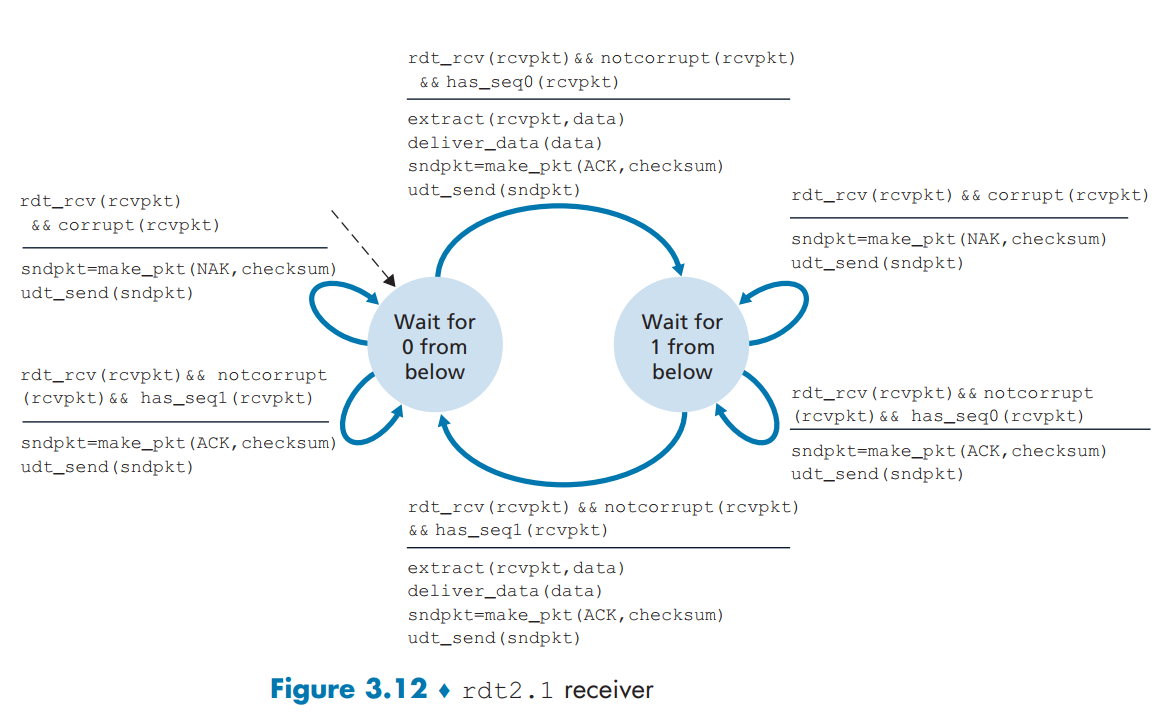 rdt_rcv(rcvpkt) && notcorrupt(rcvpkt)
&& has_seq0(rcvpkt)
extract(rcvpkt,data)
deliver_data(data)
sndpkt=make_pkt(ACK,checksum)
udt_send(sndpkt)
rdt_rcv(rcvpkt)
&& corrupt(rcvpkt)
sndpkt=make_pkt(NAK,checksum)
udt_send(sndpkt)
rdt_rcv(rcvpkt) && corrupt(rcvpkt)
sndpkt=make_pkt(NAK,checksum)
udt_send(sndpkt)
Wait for
0 from
below
Wait for
1 from
below
rdt_rcv(rcvpkt) && notcorrupt
(rcvpkt) && has_seq1(rcvpkt)
sndpkt=make_pkt(ACK,checksum)
udt_send(sndpkt)
rdt_rcv(rcvpkt) && notcorrupt
(rcvpkt) && has_seq0(rcvpkt)
sndpkt=make_pkt(ACK,checksum)
udt_send(sndpkt)
rdt_rcv(rcvpkt) && notcorrupt(rcvpkt)
&& has_seq1(rcvpkt)
extract(rcvpkt,data)
deliver_data(data)
sndpkt=make_pkt(ACK,checksum)
udt_send(sndpkt)
Figure 3.12 ♦ rdt2.1 receiver